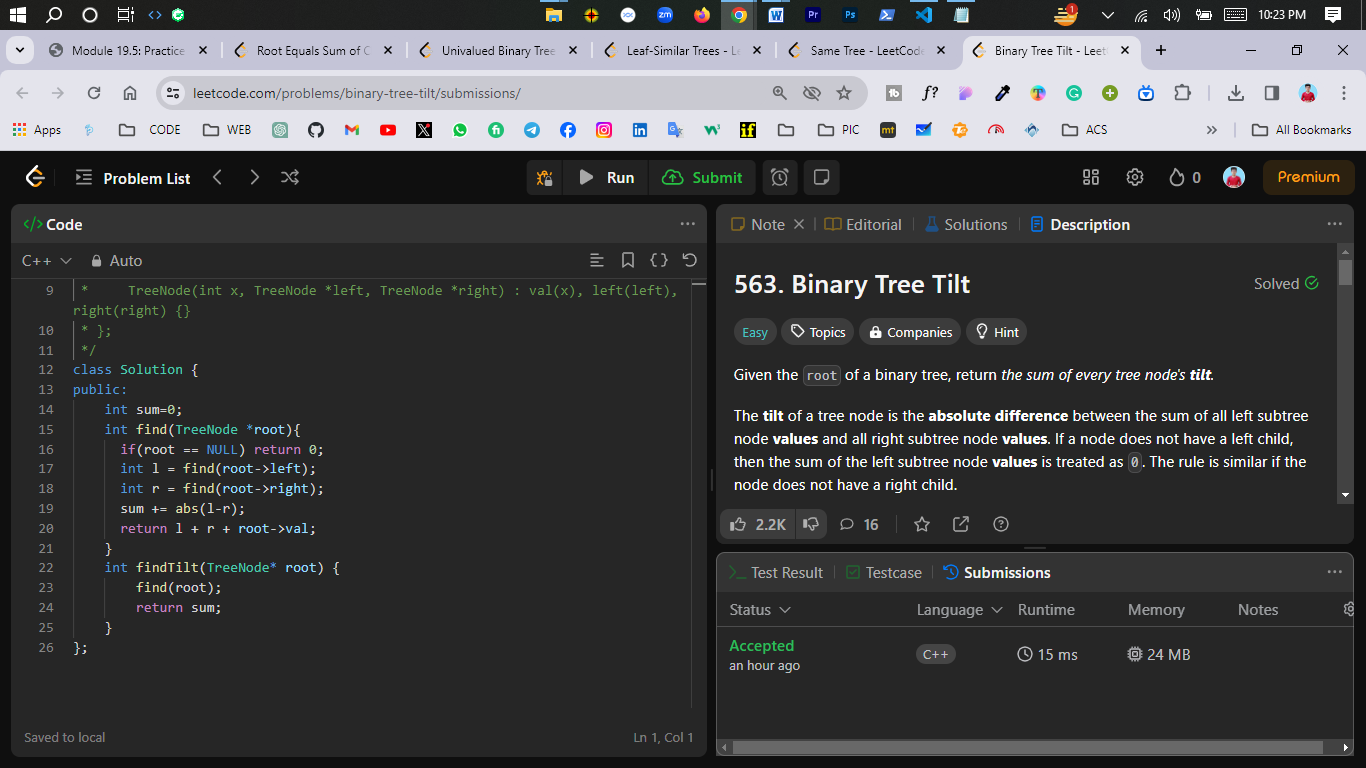 10:23 PM
1
Module 19.5: Practice
Root Equals Sum of C
Univalued Binary Tree
Leaf-Similar Trees - Le
Same Tree - LeetCode
Binary Tree Tilt - Leet
leetcode.com/problems/binary-tree-tilt/submissions/
Apps
CODE
WEB
PIC
ACS
All Bookmarks
Problem List
Run
Submit
0
Premium
</> Code
C++
Auto
9 * TreeNode(int x, TreeNode *left, TreeNode *right) : val(x), left(left),
right(right) {}
10 * };
11 */
12 class Solution {
13 public:
14 int sum=0;
15 int find(TreeNode *root){
16 if(root == NULL) return 0;
17 int l = find(root->left);
18 int r = find(root->right);
19 sum += abs(l-r);
20 return l + r + root->val;
21 }
22 int findTilt(TreeNode* root) {
23 find(root);
24 return sum;
25 }
26 };
Saved to local
Ln 1, Col 1
Note
Editorial
Solutions
Description
563. Binary Tree Tilt
Solved
Easy
Topics
Companies
Hint
Given the root of a binary tree, return the sum of every tree node's tilt.
The tilt of a tree node is the absolute difference between the sum of all left subtree
node values and all right subtree node values. If a node does not have a left child,
then the sum of the left subtree node values is treated as 0. The rule is similar if the
node does not have a right child.
2.2K
16
Test Result
Testcase
Submissions
Status
Language
Runtime
Memory
Notes
Accepted
an hour ago
C++
15 ms
24 MB